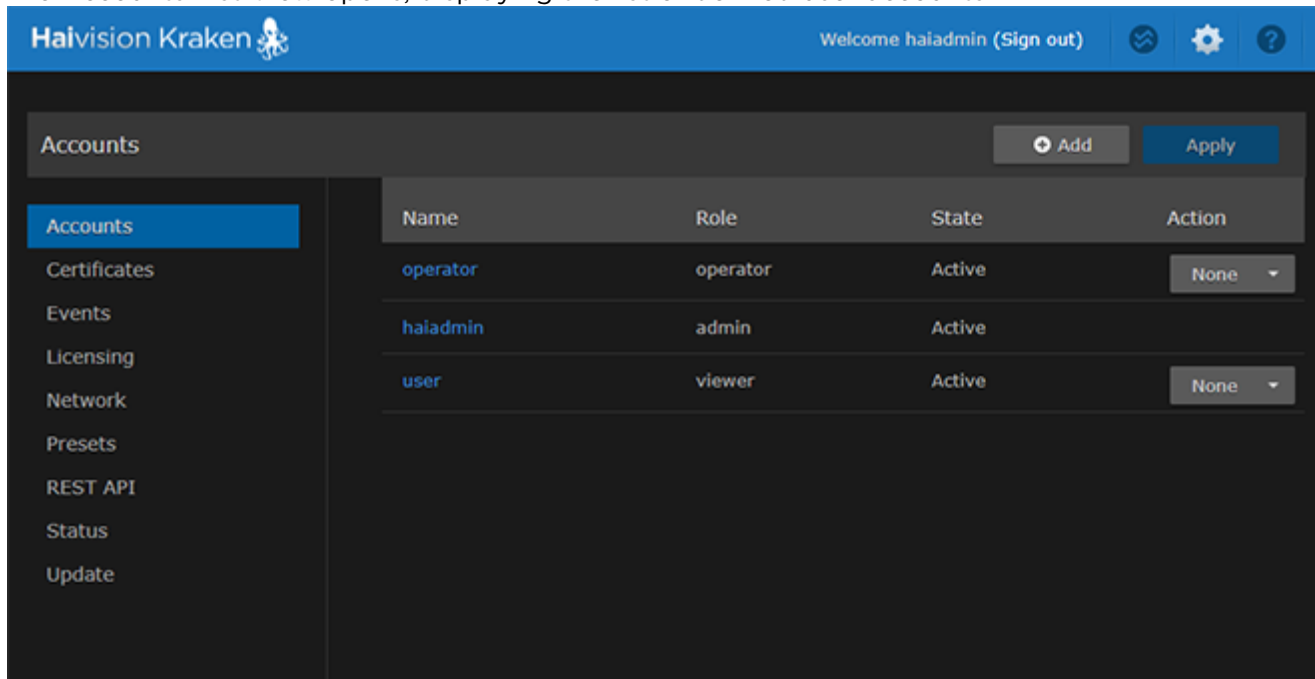 Haivision Kraken
Welcome haiadmin (Sign out)
Accounts
Add
Apply
Accounts
Certificates
Events
Licensing
Network
Presets
REST API
Status
Update
Name Role State Action
operator operator Active None
haiadmin admin Active
user viewer Active None